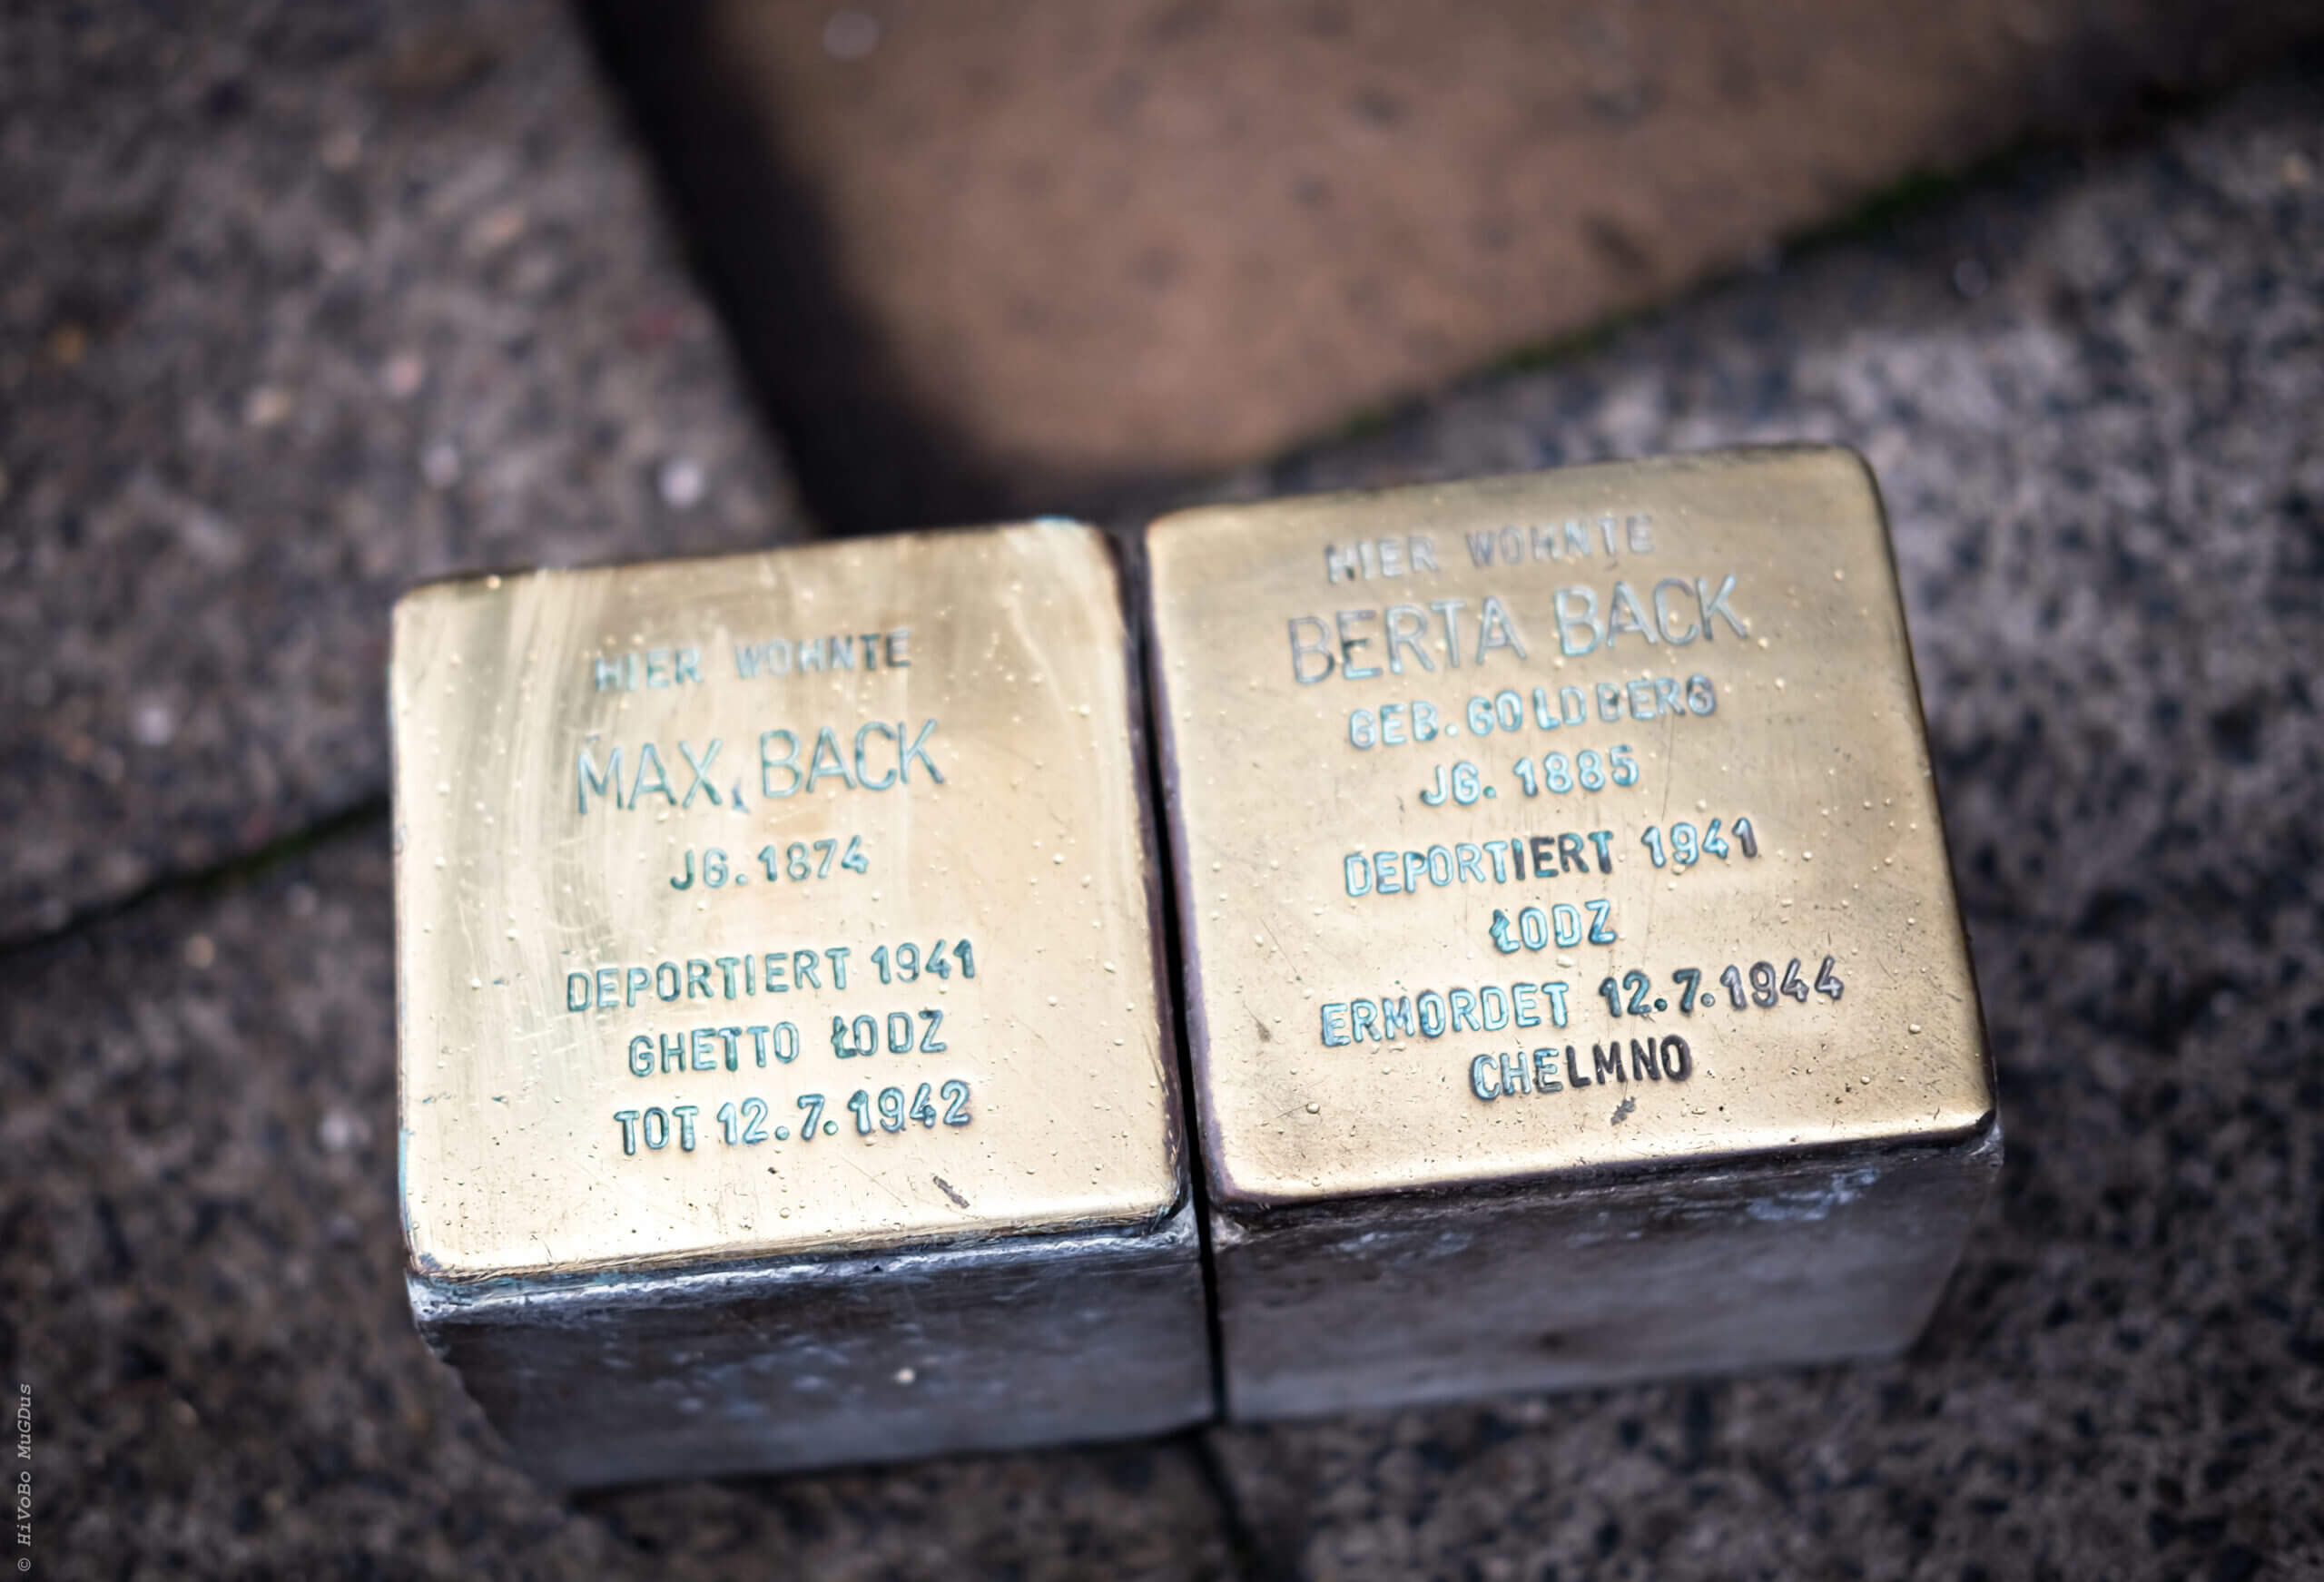 HIER WOHNTE
MAX BACK
JG. 1874
DEPORTIERT 1941
GHETTO ŁODZ
TOT 12.7.1942
HIER WOHNTE
BERTA BACK
GEB. GOLDBERG
JG. 1885
DEPORTIERT 1941
ŁODZ
ERMORDET 12.7.1944
CHELMNO
© HiVoBo MuGDus